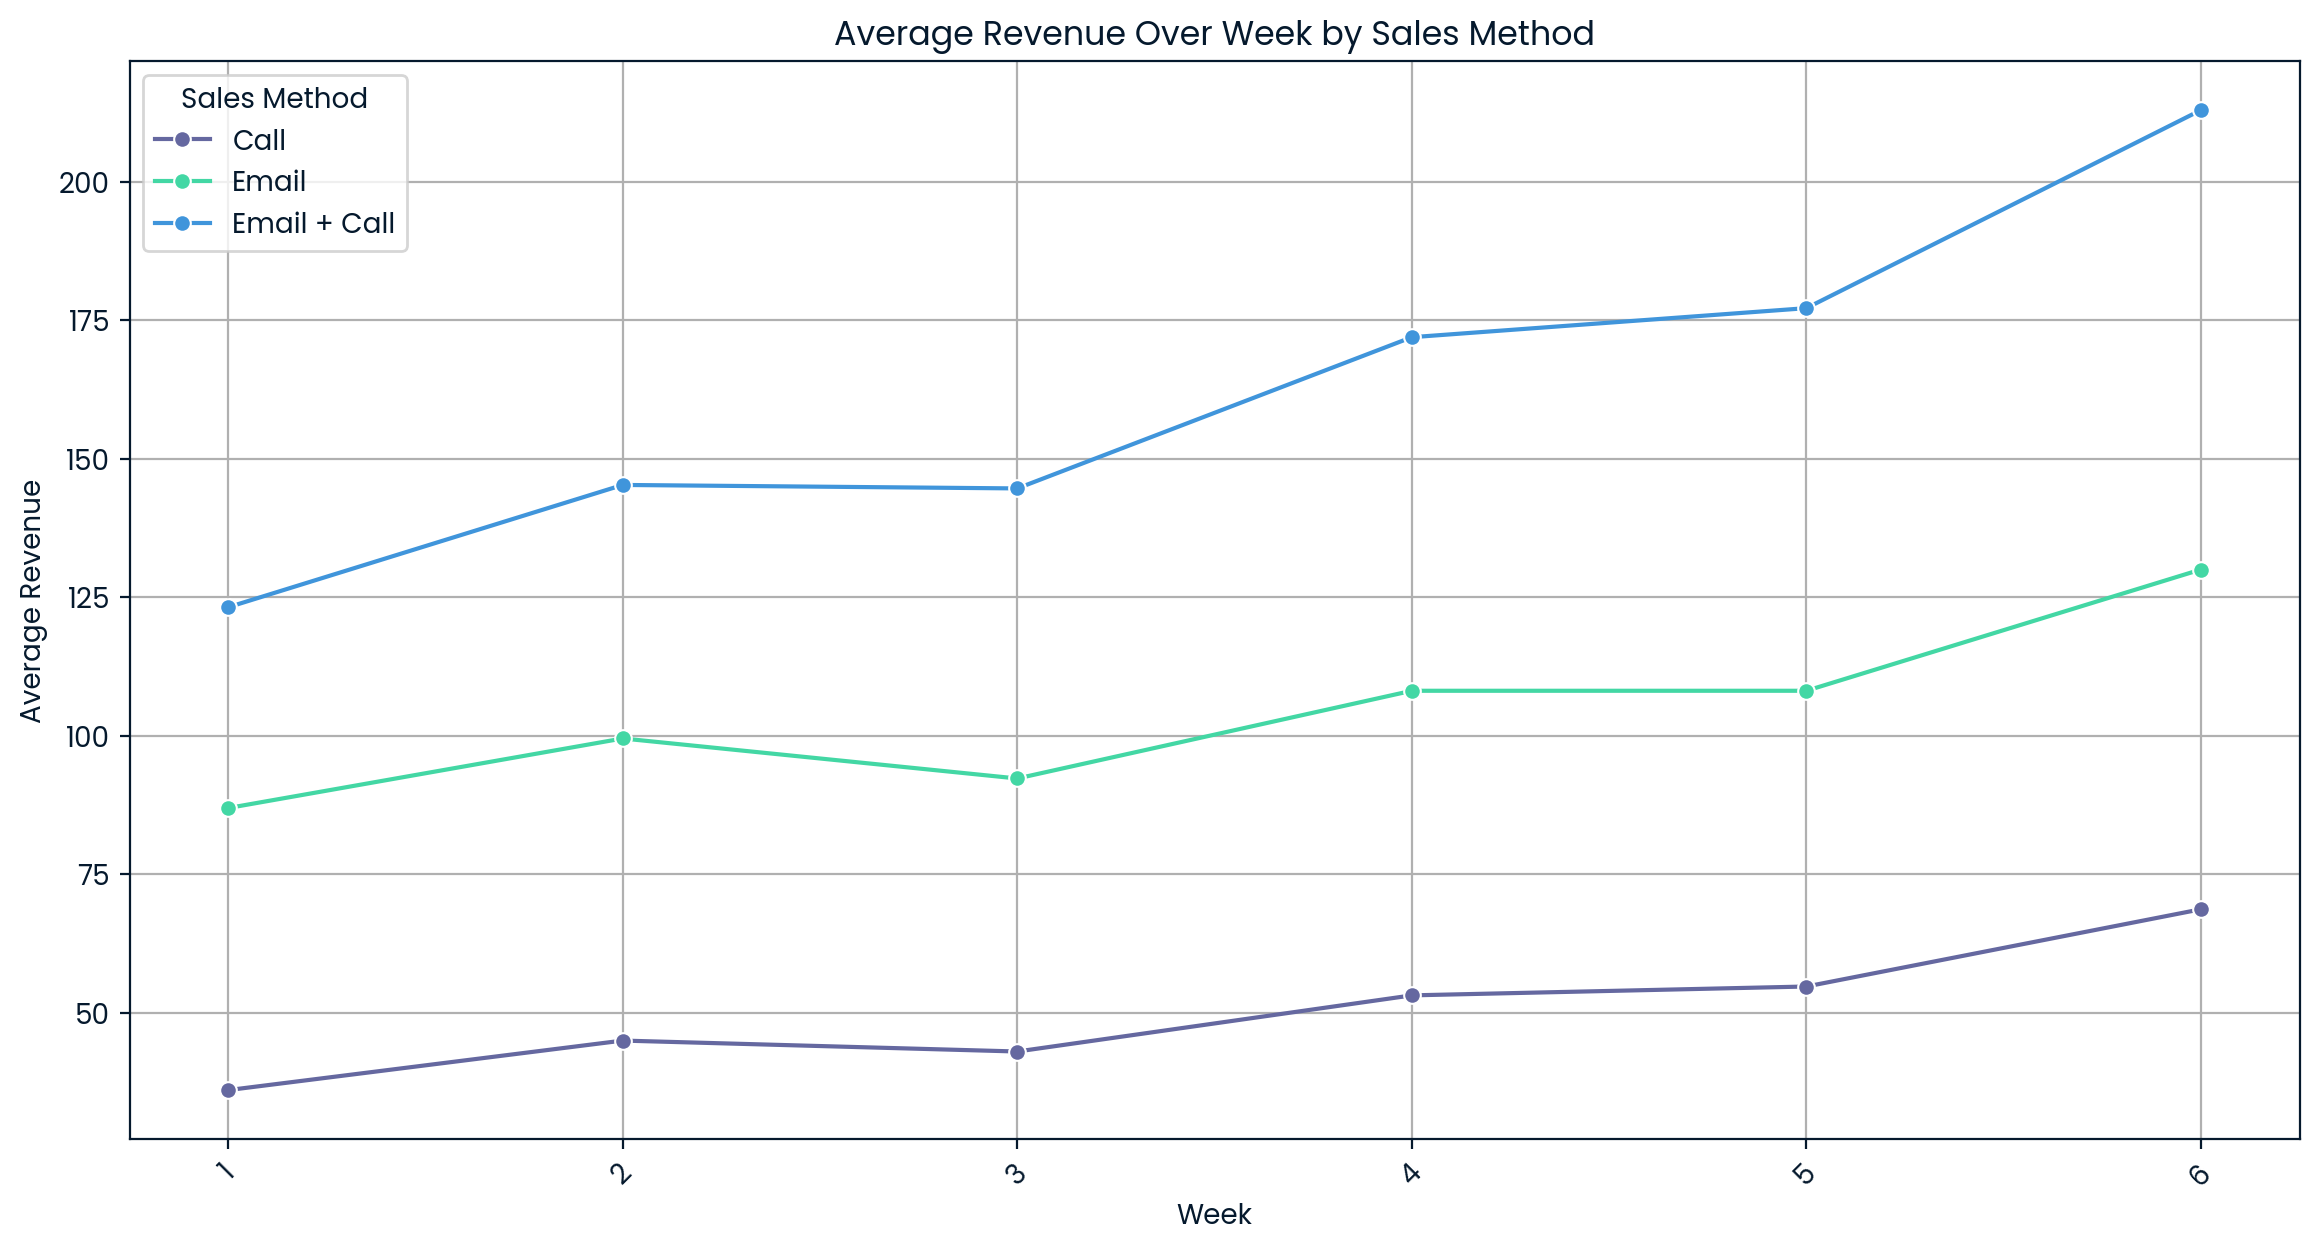 Average Revenue Over Week by Sales Method
Sales Method
Call
Email
Email + Call
200
175
150
125
100
75
50
Average Revenue
1 2 3 4 5 6
Week